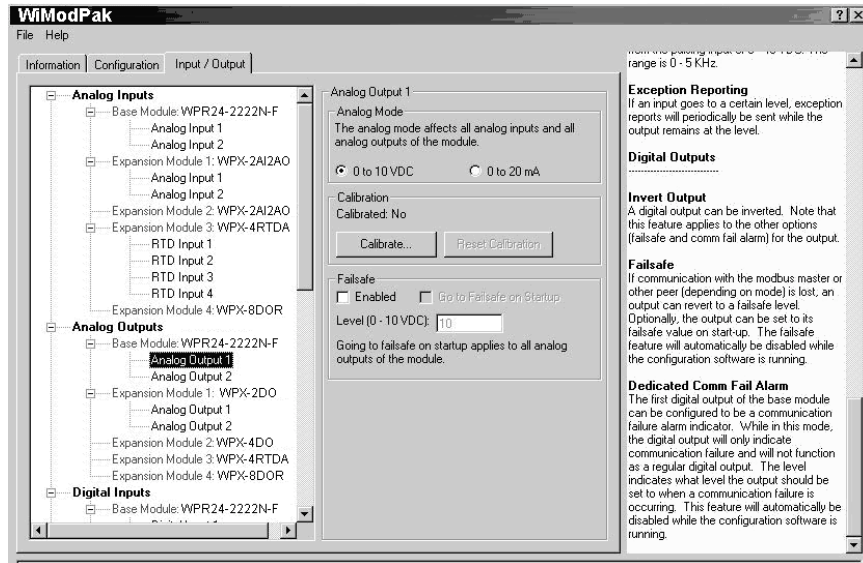 WiModPak
File Help
Information Configuration Input / Output
Analog Inputs
Base Module: WPR24-2222N-F
Analog Input 1
Analog Input 2
Expansion Module 1: WPX-2AI2AO
Analog Input 1
Analog Input 2
Expansion Module 2: WPX-2AI2AO
Expansion Module 3: WPX-4RTDA
RTD Input 1
RTD Input 2
RTD Input 3
RTD Input 4
Expansion Module 4: WPX-8DOR
Analog Outputs
Base Module: WPR24-2222N-F
Analog Output 1
Analog Output 2
Expansion Module 1: WPX-2DO
Analog Output 1
Analog Output 2
Expansion Module 2: WPX-4DO
Expansion Module 3: WPX-4RTDA
Expansion Module 4: WPX-8DOR
Digital Inputs
Base Module: WPR24-2222N-F
Analog Output 1
Analog Mode
The analog mode affects all analog inputs and all
analog outputs of the module.
0 to 10 VDC 0 to 20 mA
Calibration
Calibrated: No
Calibrate... Reset Calibration
Failsafe
Enabled Go to Failsafe on Startup
Level (0 - 10 VDC): 10
Going to failsafe on startup applies to all analog
outputs of the module.
range is 0 - 5 KHz.
Exception Reporting
If an input goes to a certain level, exception
reports will periodically be sent while the
output remains at the level.
Digital Outputs
----------------------------
Invert Output
A digital output can be inverted. Note that
this feature applies to the other options
(failsafe and comm fail alarm) for the output.
Failsafe
If communication with the modbus master or
other peer (depending on mode) is lost, an
output can revert to a failsafe level.
Optionally, the output can be set to its
failsafe value on start-up. The failsafe
feature will automatically be disabled while
the configuration software is running.
Dedicated Comm Fail Alarm
The first digital output of the base module
can be configured to be a communication
failure alarm indicator. While in this mode,
the digital output will only indicate
communication failure and will not function
as a regular digital output. The level
indicates what level the output should be
set to when a communication failure is
occurring. This feature will automatically be
disabled while the configuration software is
running.